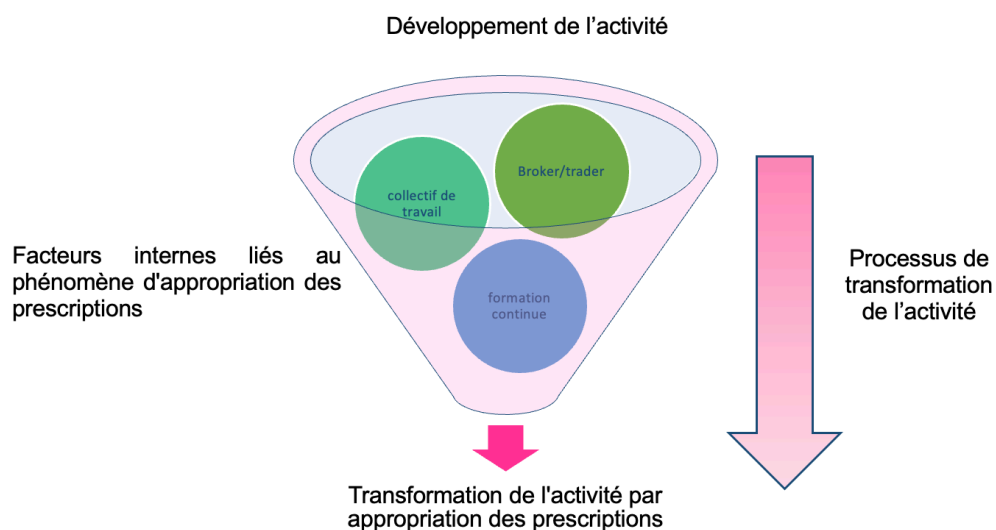 Développement de l’activité
Broker/trader
collectif de
travail
Facteurs internes liés au
phénomène d'appropriation des
prescriptions
formation
continue
Processus de
transformation
de l’activité
Transformation de l'activité par
appropriation des prescriptions